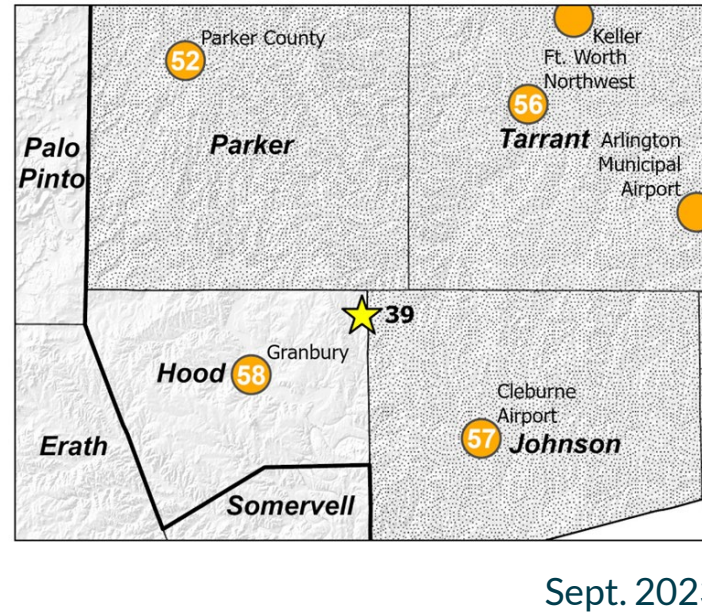 Parker County
52
Keller
Ft. Worth
Northwest
56
Palo
Pinto
Parker
Tarrant
Arlington
Municipal
Airport
39
Granbury
Hood
58
Cleburne
Airport
57
Johnson
Erath
Somervell
Sept.